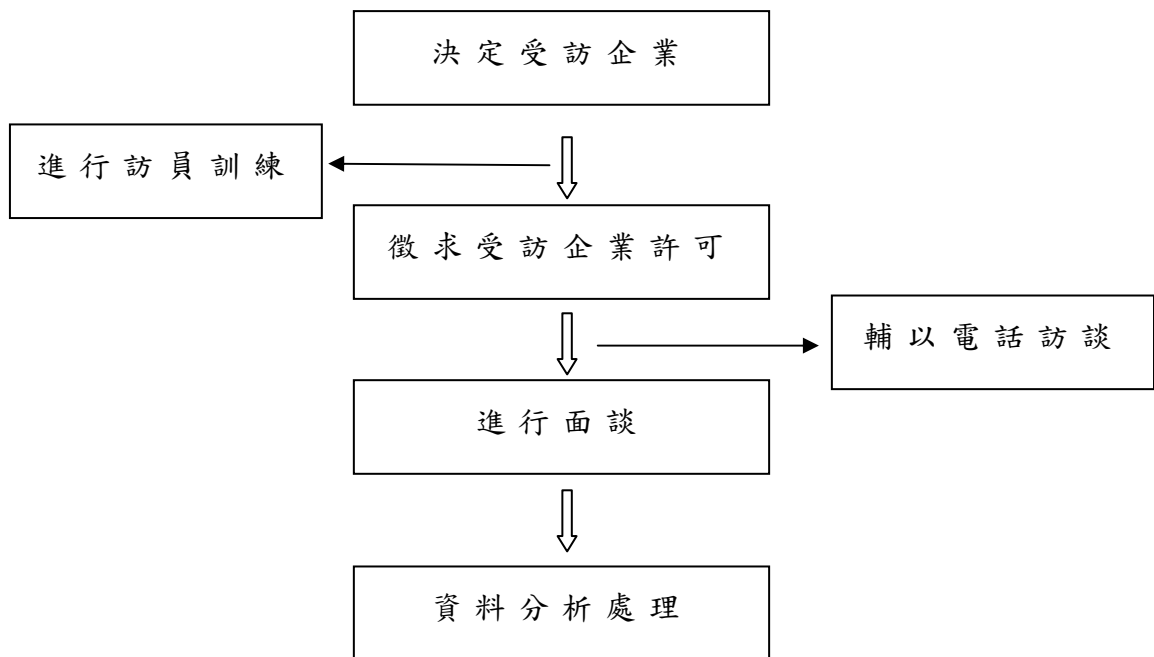 決定受訪企業
進行訪員訓練
徵求受訪企業許可
輔以電話訪談
進行面談
資料分析處理